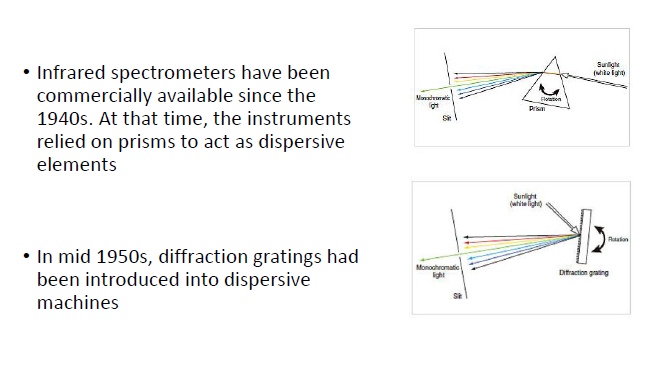 • Infrared spectrometers have been
commercially available since the
1940s. At that time, the instruments
relied on prisms to act as dispersive
elements
Sunlight
(white light)
Monochromatic
light
Rotation
Prism
Slit
• In mid 1950s, diffraction gratings had
been introduced into dispersive
machines
Sunlight
(white light)
Rotation
Monochromatic
light
Diffraction grating
Slit